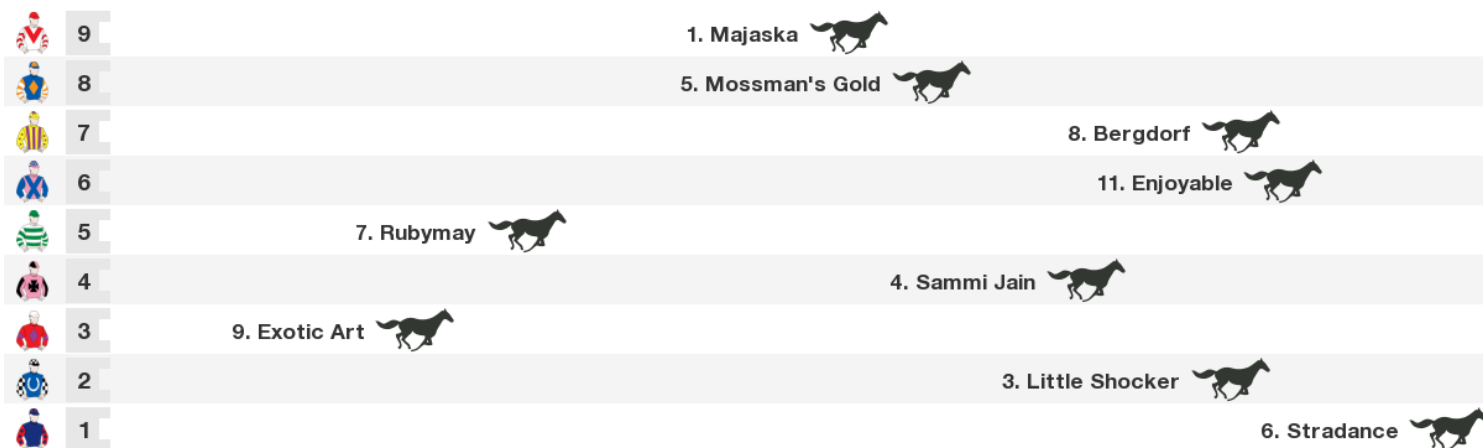 9 1. Majaska
8 5. Mossman's Gold
7 8. Bergdorf
6 11. Enjoyable
5 7. Rubymay
4 4. Sammi Jain
3 9. Exotic Art
2 3. Little Shocker
1 6. Stradance